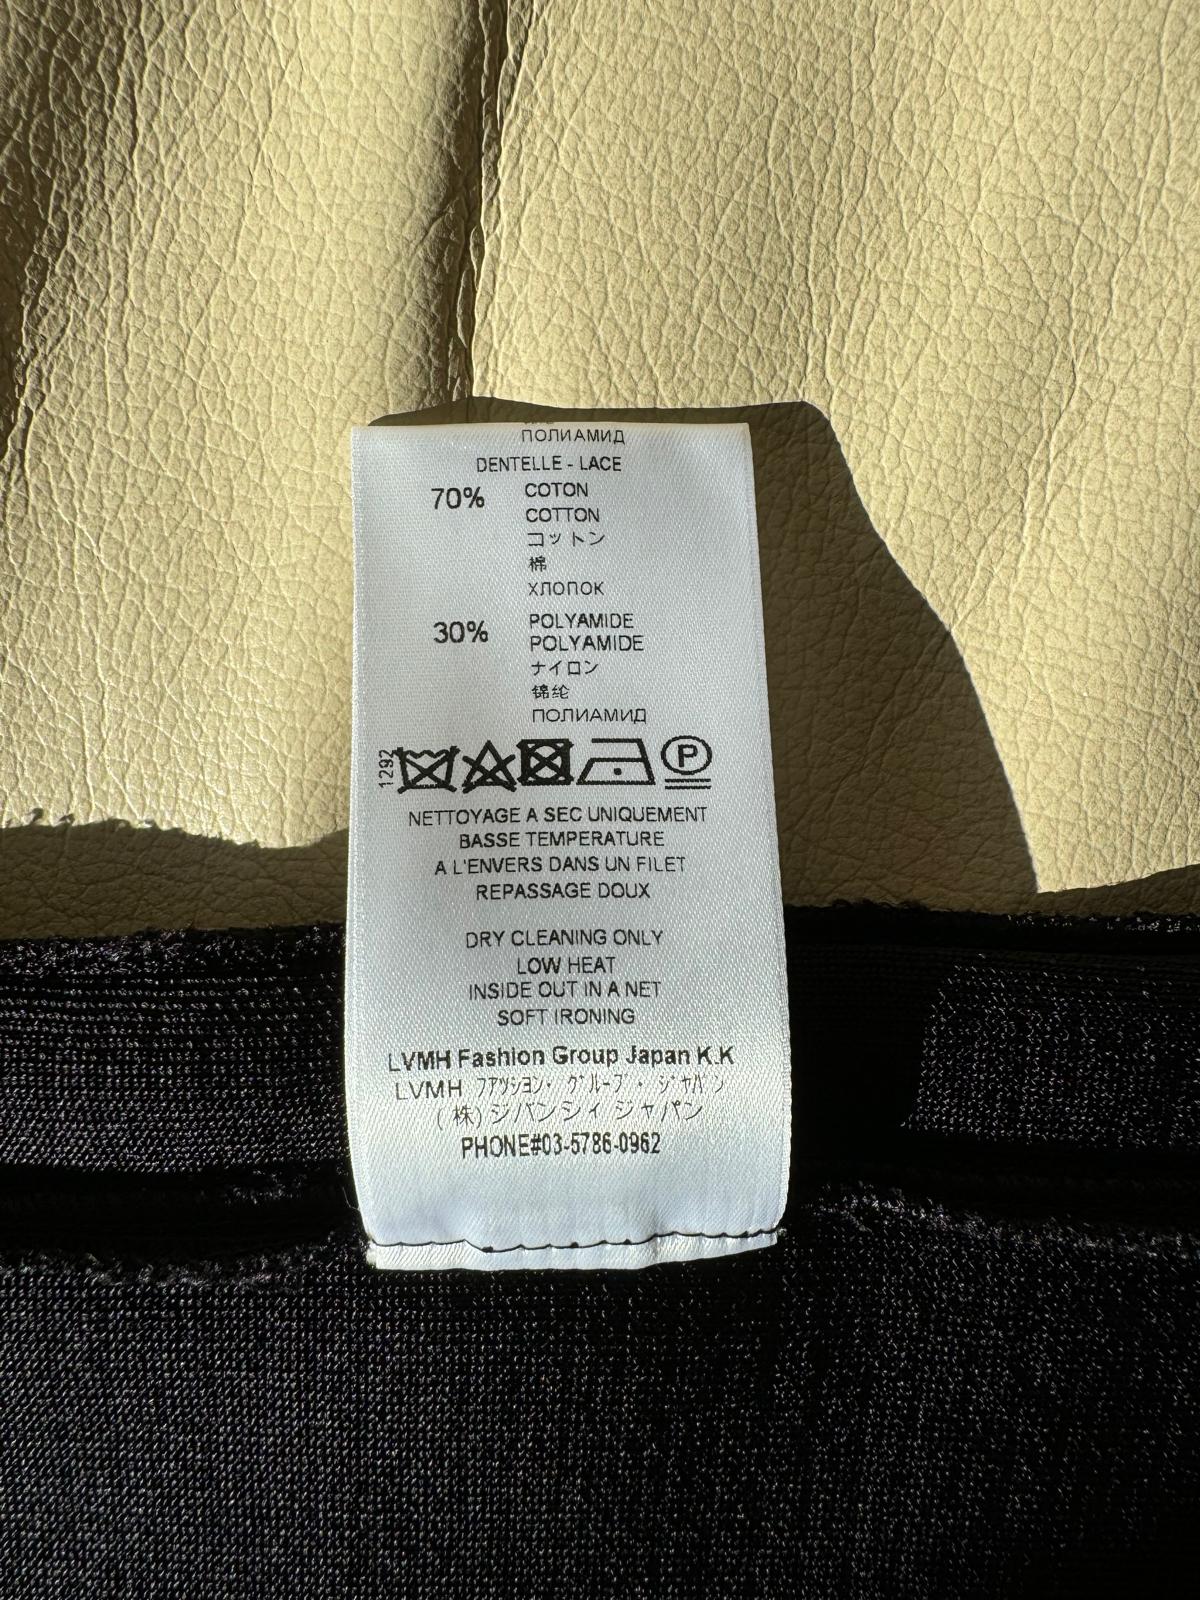 ПОЛИАМИД
DENTELLE - LACE
70% COTON
COTTON
コットン
棉
ХЛОПОК
30% POLYAMIDE
POLYAMIDE
ナイロン
锦纶
ПОЛИАМИД
1292
P
NETTOYAGE A SEC UNIQUEMENT
BASSE TEMPERATURE
A L'ENVERS DANS UN FILET
REPASSAGE DOUX
DRY CLEANING ONLY
LOW HEAT
INSIDE OUT IN A NET
SOFT IRONING
LVMH Fashion Group Japan K.K
LVMH ファッション・グループ・ジャパン
(株)ジバンシィ ジャパン
PHONE#03-5786-0962